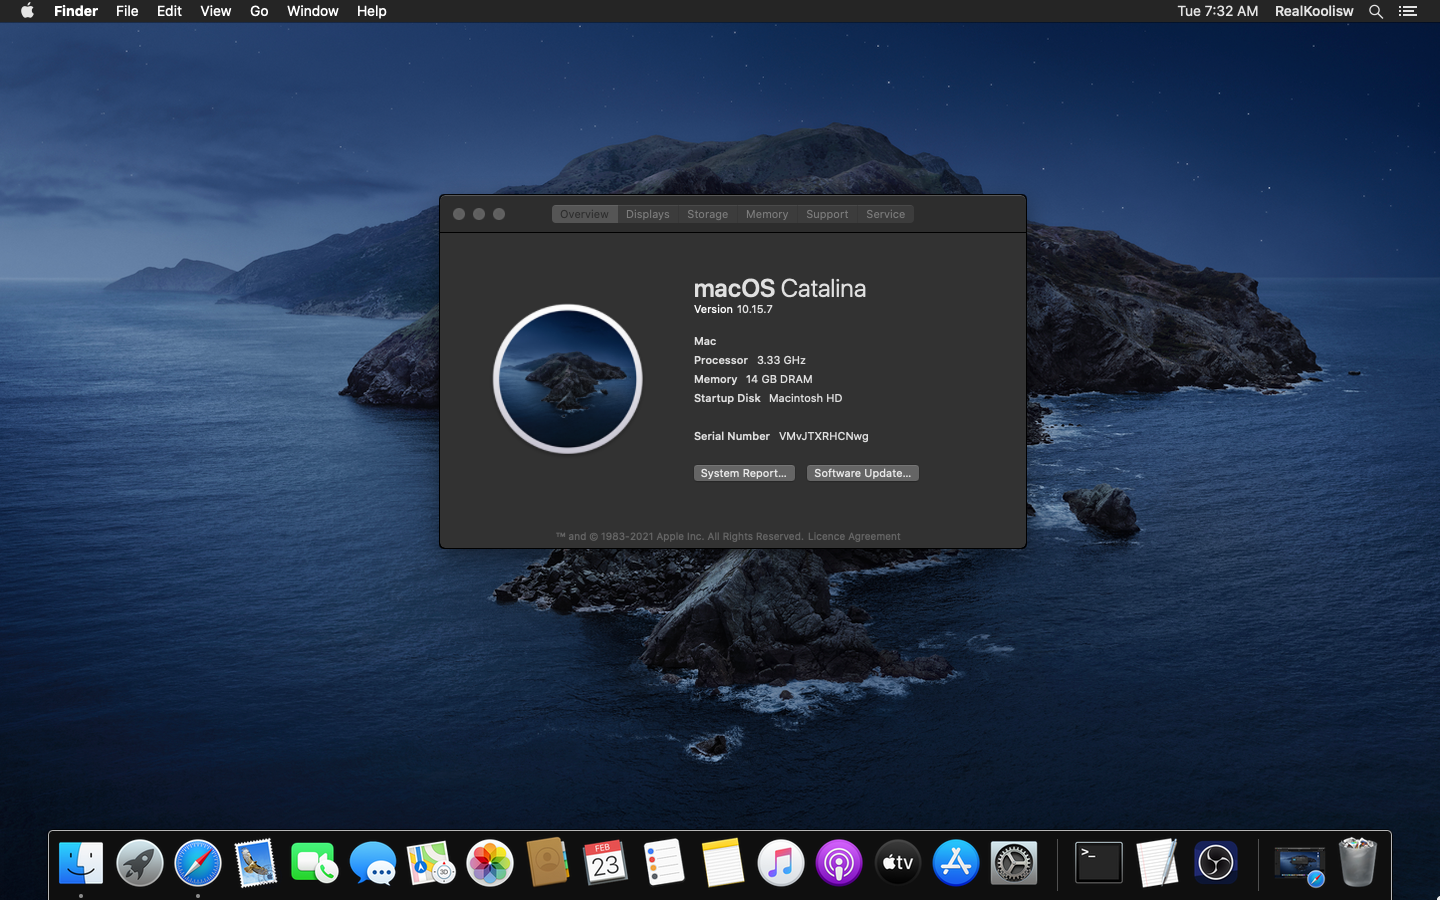 Finder File Edit View Go Window Help Tue 7:32 AM RealKoolisw
Overview Displays Storage Memory Support Service
macOS Catalina
Version 10.15.7
Mac
Processor 3.33 GHz
Memory 14 GB DRAM
Startup Disk Macintosh HD
Serial Number VMvJTXRHCNwg
System Report... Software Update...
™ and © 1983-2021 Apple Inc. All Rights Reserved. Licence Agreement
FEB
23
3D
tv
>_